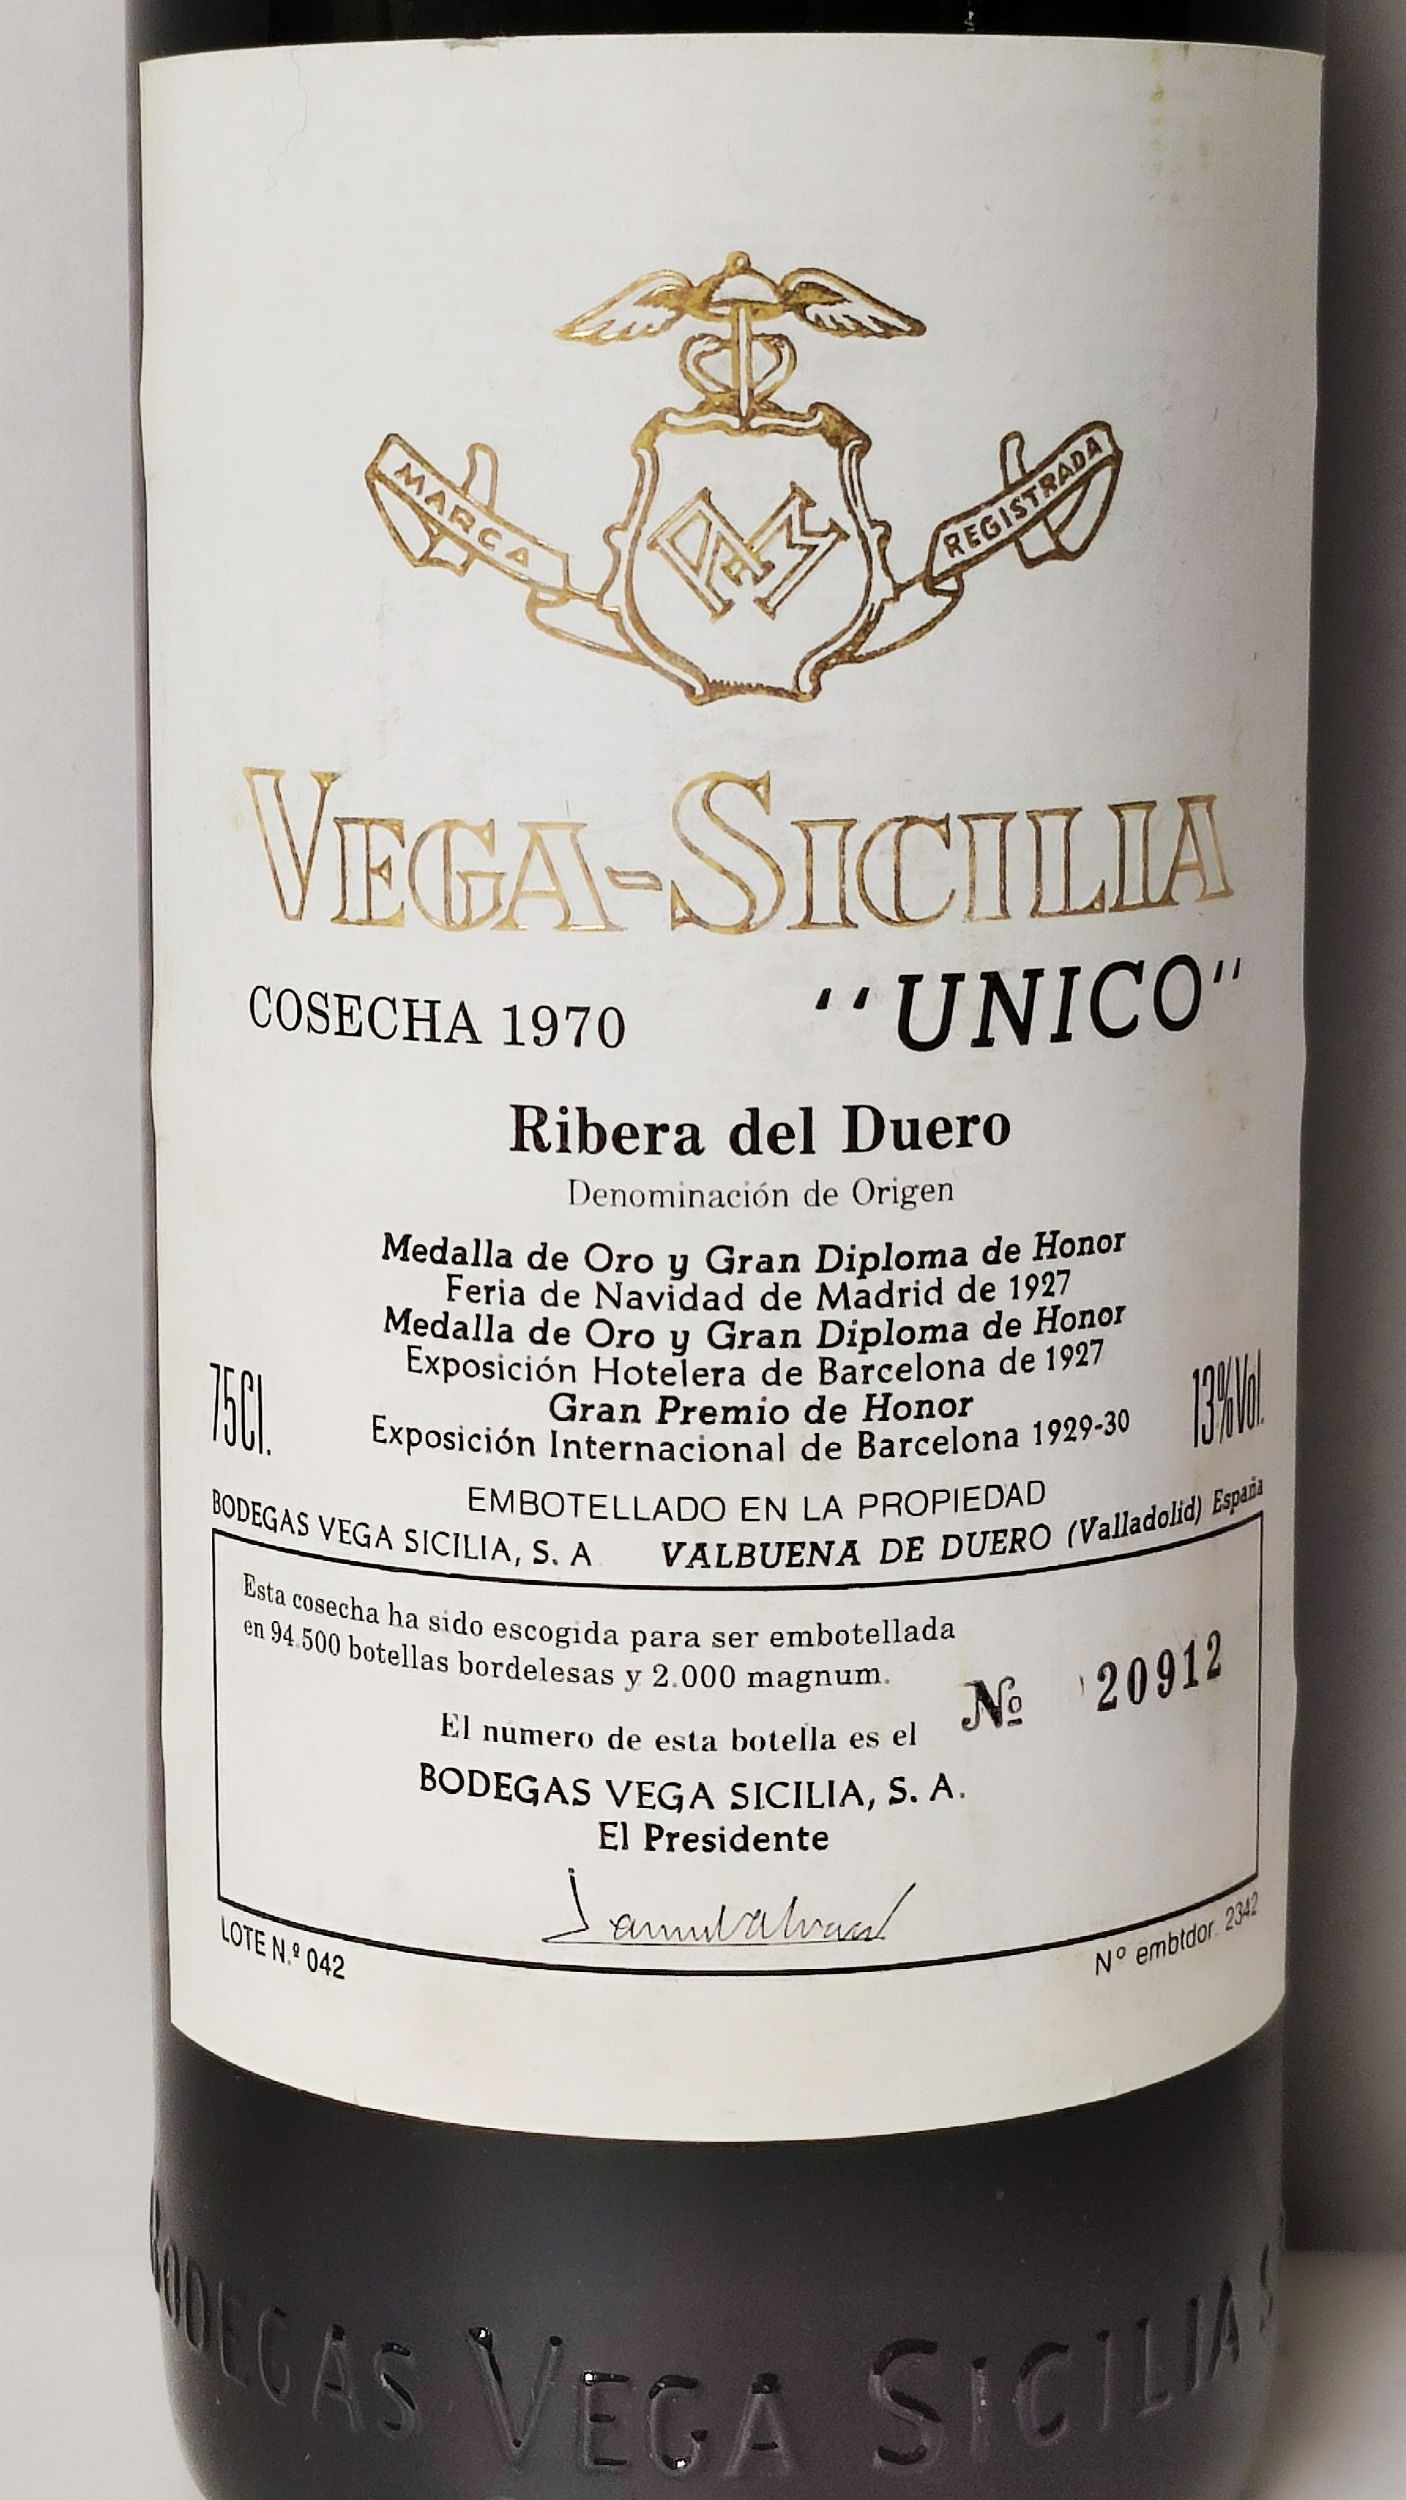 MARCA
REGISTRADA
VEGA-SICILIA
COSECHA 1970
"UNICO"
Ribera del Duero
Denominación de Origen
Medalla de Oro y Gran Diploma de Honor
Feria de Navidad de Madrid de 1927
Medalla de Oro y Gran Diploma de Honor
Exposición Hotelera de Barcelona de 1927
Gran Premio de Honor
Exposición Internacional de Barcelona 1929-30
75Cl.
13%Vol.
EMBOTELLADO EN LA PROPIEDAD
BODEGAS VEGA SICILIA, S. A VALBUENA DE DUERO (Valladolid) España
Esta cosecha ha sido escogida para ser embotellada
en 94.500 botellas bordelesas y 2.000 magnum.
El numero de esta botella es el
Nº 20912
BODEGAS VEGA SICILIA, S. A.
El Presidente
LOTE N.º 042
Nº embtdor. 2342
BODEGAS VEGA SICILIA S